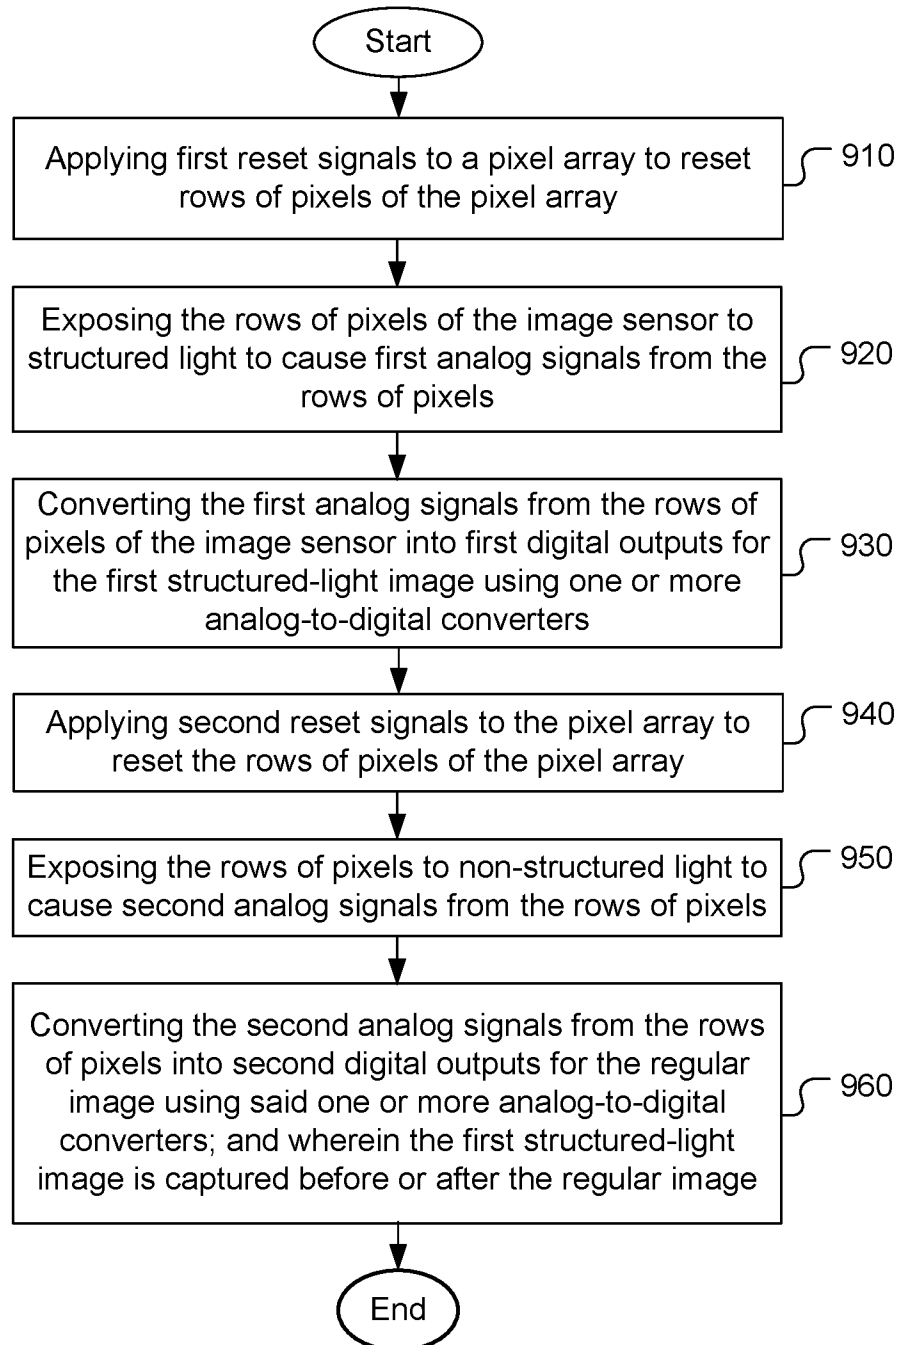 Start
Applying first reset signals to a pixel array to reset
rows of pixels of the pixel array
910
Exposing the rows of pixels of the image sensor to
structured light to cause first analog signals from the
rows of pixels
920
Converting the first analog signals from the rows of
pixels of the image sensor into first digital outputs for
the first structured-light image using one or more
analog-to-digital converters
930
Applying second reset signals to the pixel array to
reset the rows of pixels of the pixel array
940
Exposing the rows of pixels to non-structured light to
cause second analog signals from the rows of pixels
950
Converting the second analog signals from the rows
of pixels into second digital outputs for the regular
image using said one or more analog-to-digital
converters; and wherein the first structured-light
image is captured before or after the regular image
960
End